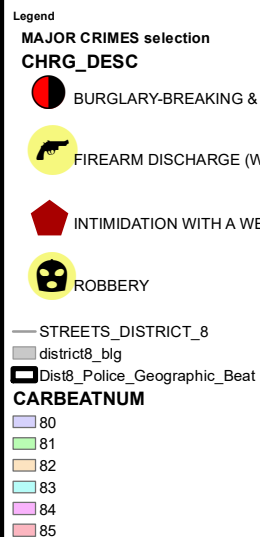 Legend
MAJOR CRIMES selection
CHRG_DESC
BURGLARY-BREAKING &
FIREARM DISCHARGE (W
INTIMIDATION WITH A WE
ROBBERY
STREETS_DISTRICT_8
district8_blg
Dist8_Police_Geographic_Beat
CARBEATNUM
80
81
82
83
84
85